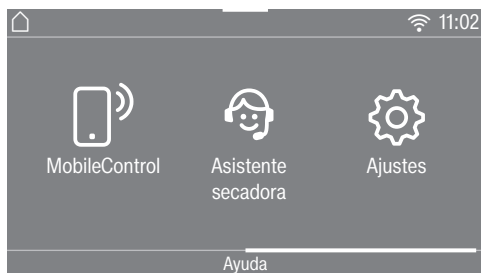 11:02
MobileControl
Asistente
secadora
Ajustes
Ayuda